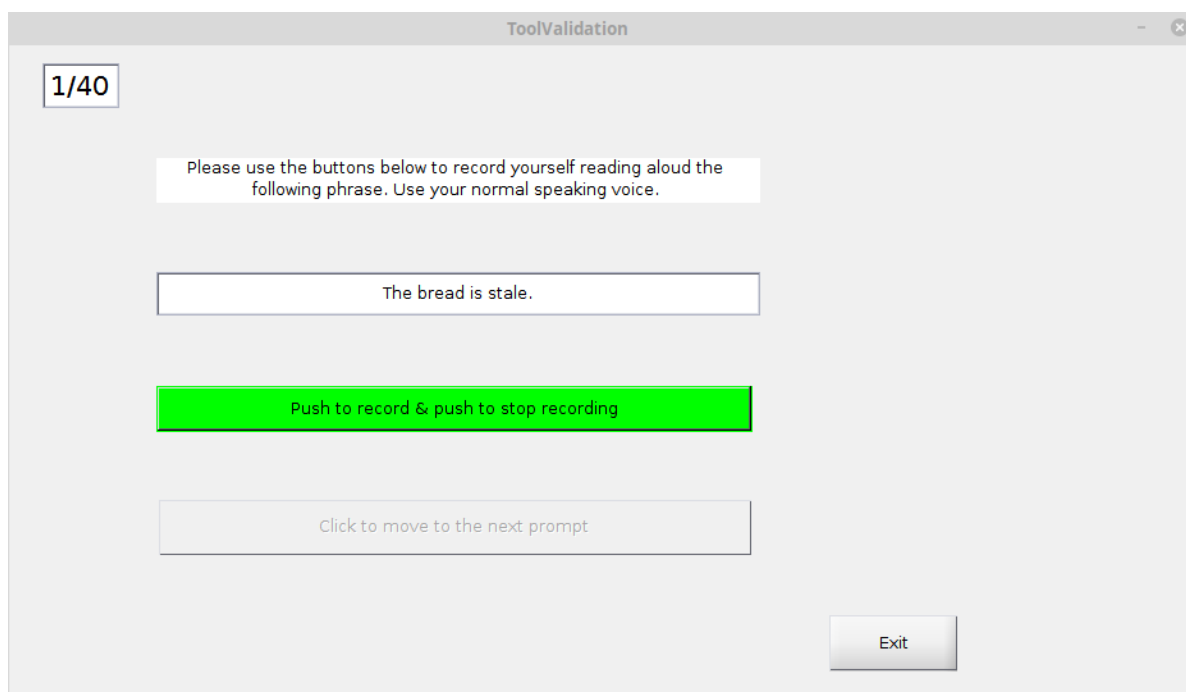 ToolValidation
1/40
Please use the buttons below to record yourself reading aloud the
following phrase. Use your normal speaking voice.
The bread is stale.
Push to record & push to stop recording
Click to move to the next prompt
Exit